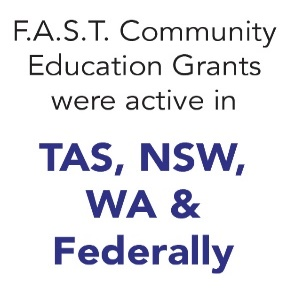 F.A.S.T. Community
Education Grants
were active in
TAS, NSW,
WA &
Federally